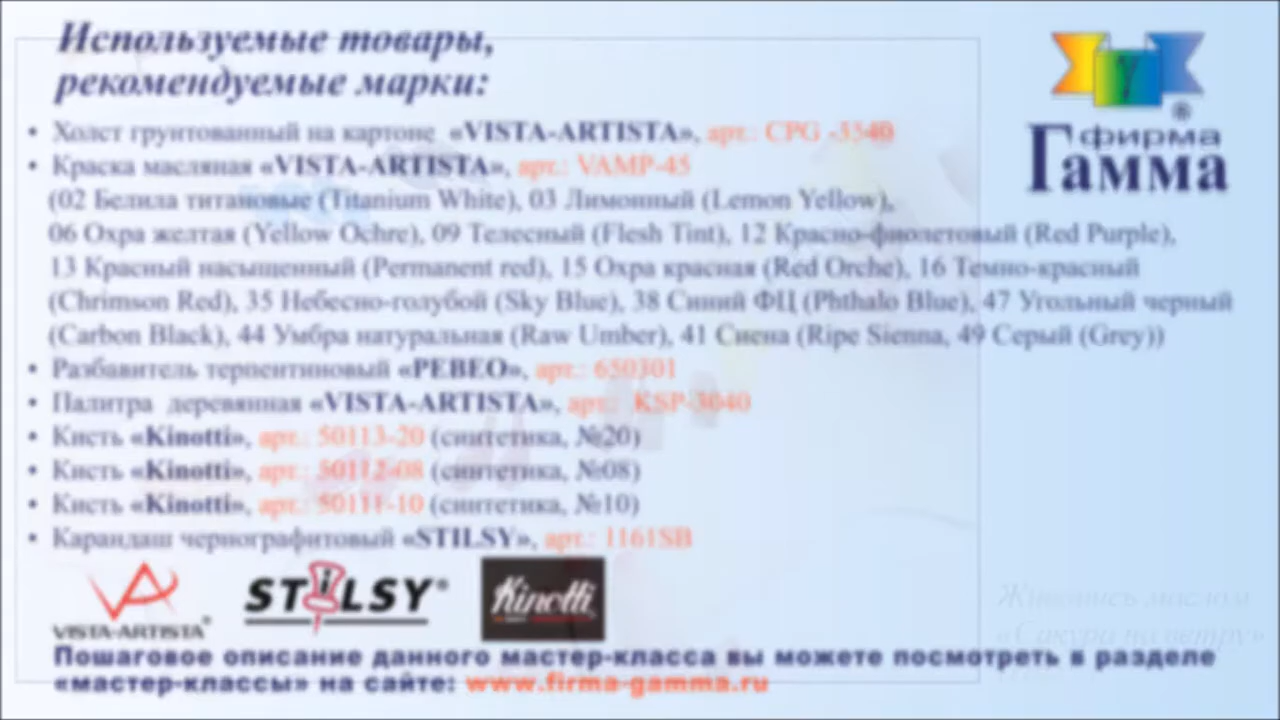 Используемые товары,
рекомендуемые марки:
• Холст грунтованный на картоне «VISTA-ARTISTA», арт.: CPG -3540
• Краска масляная «VISTA-ARTISTA», арт.: VAMP-45
(02 Белила титановые (Titanium White), 03 Лимонный (Lemon Yellow),
06 Охра желтая (Yellow Ochre), 09 Телесный (Flesh Tint), 12 Красно-фиолетовый (Red Purple),
13 Красный насыщенный (Permanent red), 15 Охра красная (Red Orche), 16 Темно-красный
(Chrimson Red), 35 Небесно-голубой (Sky Blue), 38 Синий ФЦ (Phthalo Blue), 47 Угольный черный
(Carbon Black), 44 Умбра натуральная (Raw Umber), 41 Сиена (Ripe Sienna, 49 Серый (Grey))
• Разбавитель терпентиновый «PEBEO», арт.: 650301
• Палитра деревянная «VISTA-ARTISTA», арт.: KSP-3040
• Кисть «Kinotti», арт.: 50113-20 (синтетика, №20)
• Кисть «Kinotti», арт.: 50112-08 (синтетика, №08)
• Кисть «Kinotti», арт.: 50111-10 (синтетика, №10)
• Карандаш чернографитовый «STILSY», арт.: 1161SB
VISTA-ARTISTA®
STILSY®
Kinotti
Пошаговое описание данного мастер-класса вы можете посмотреть в разделе
«мастер-классы» на сайте: www.firma-gamma.ru
®
фирма
Гамма
Живопись маслом
«Сакура на ветру»